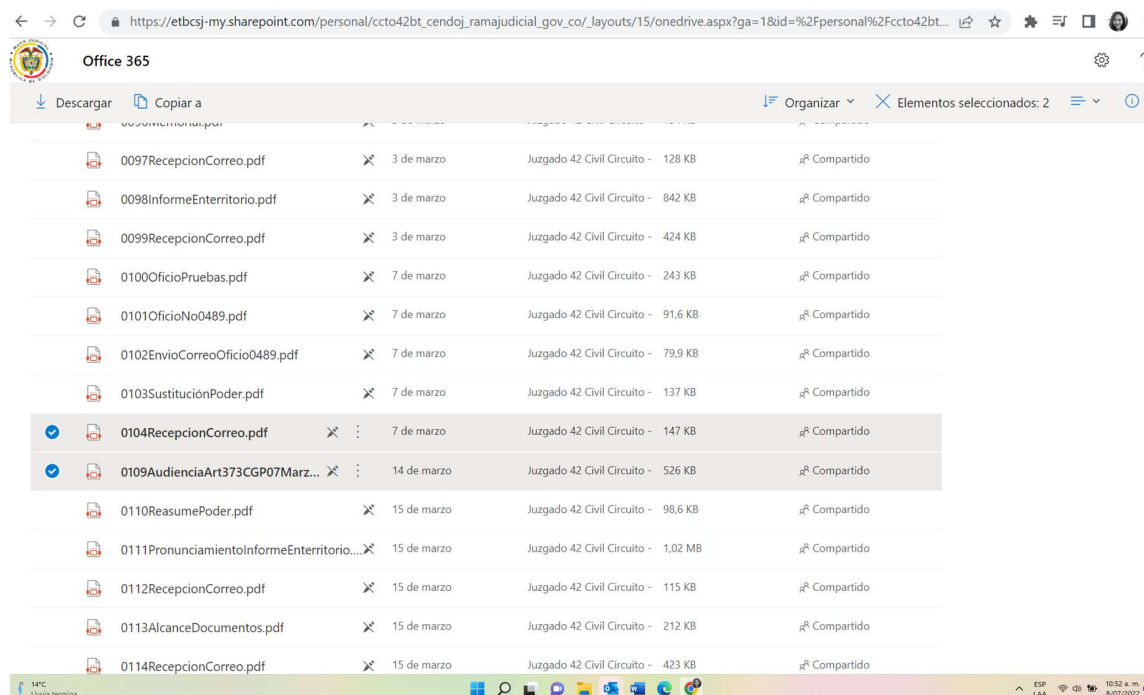 https://etbcsj-my.sharepoint.com/personal/ccto42bt_cendoj_ramajudicial_gov_co/_layouts/15/onedrive.aspx?ga=1&id=%2Fpersonal%2Fccto42bt...
Office 365
Descargar Copiar a Organizar Elementos seleccionados: 2
0097RecepcionCorreo.pdf 3 de marzo Juzgado 42 Civil Circuito - 128 KB Compartido
0098InformeEnterritorio.pdf 3 de marzo Juzgado 42 Civil Circuito - 842 KB Compartido
0099RecepcionCorreo.pdf 3 de marzo Juzgado 42 Civil Circuito - 424 KB Compartido
0100OficioPruebas.pdf 7 de marzo Juzgado 42 Civil Circuito - 243 KB Compartido
0101OficioNo0489.pdf 7 de marzo Juzgado 42 Civil Circuito - 91,6 KB Compartido
0102EnvioCorreoOficio0489.pdf 7 de marzo Juzgado 42 Civil Circuito - 79,9 KB Compartido
0103SustituciónPoder.pdf 7 de marzo Juzgado 42 Civil Circuito - 137 KB Compartido
0104RecepcionCorreo.pdf 7 de marzo Juzgado 42 Civil Circuito - 147 KB Compartido
0109AudienciaArt373CGP07Marz... 14 de marzo Juzgado 42 Civil Circuito - 526 KB Compartido
0110ReasumePoder.pdf 15 de marzo Juzgado 42 Civil Circuito - 98,6 KB Compartido
0111PronunciamientoInformeEnterritorio.... 15 de marzo Juzgado 42 Civil Circuito - 1,02 MB Compartido
0112RecepcionCorreo.pdf 15 de marzo Juzgado 42 Civil Circuito - 115 KB Compartido
0113AlcanceDocumentos.pdf 15 de marzo Juzgado 42 Civil Circuito - 212 KB Compartido
0114RecepcionCorreo.pdf 15 de marzo Juzgado 42 Civil Circuito - 423 KB Compartido
14°C ESP 10:52 a. m.
LAA 8/07/2022